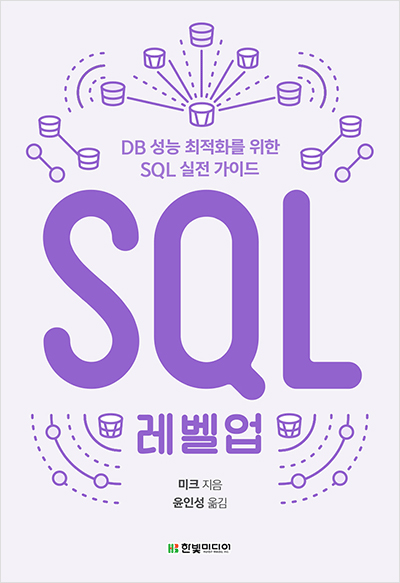 DB 성능 최적화를 위한
SQL 실전 가이드
SQL
레벨업
미크 지음
윤인성 옮김
HB 한빛미디어